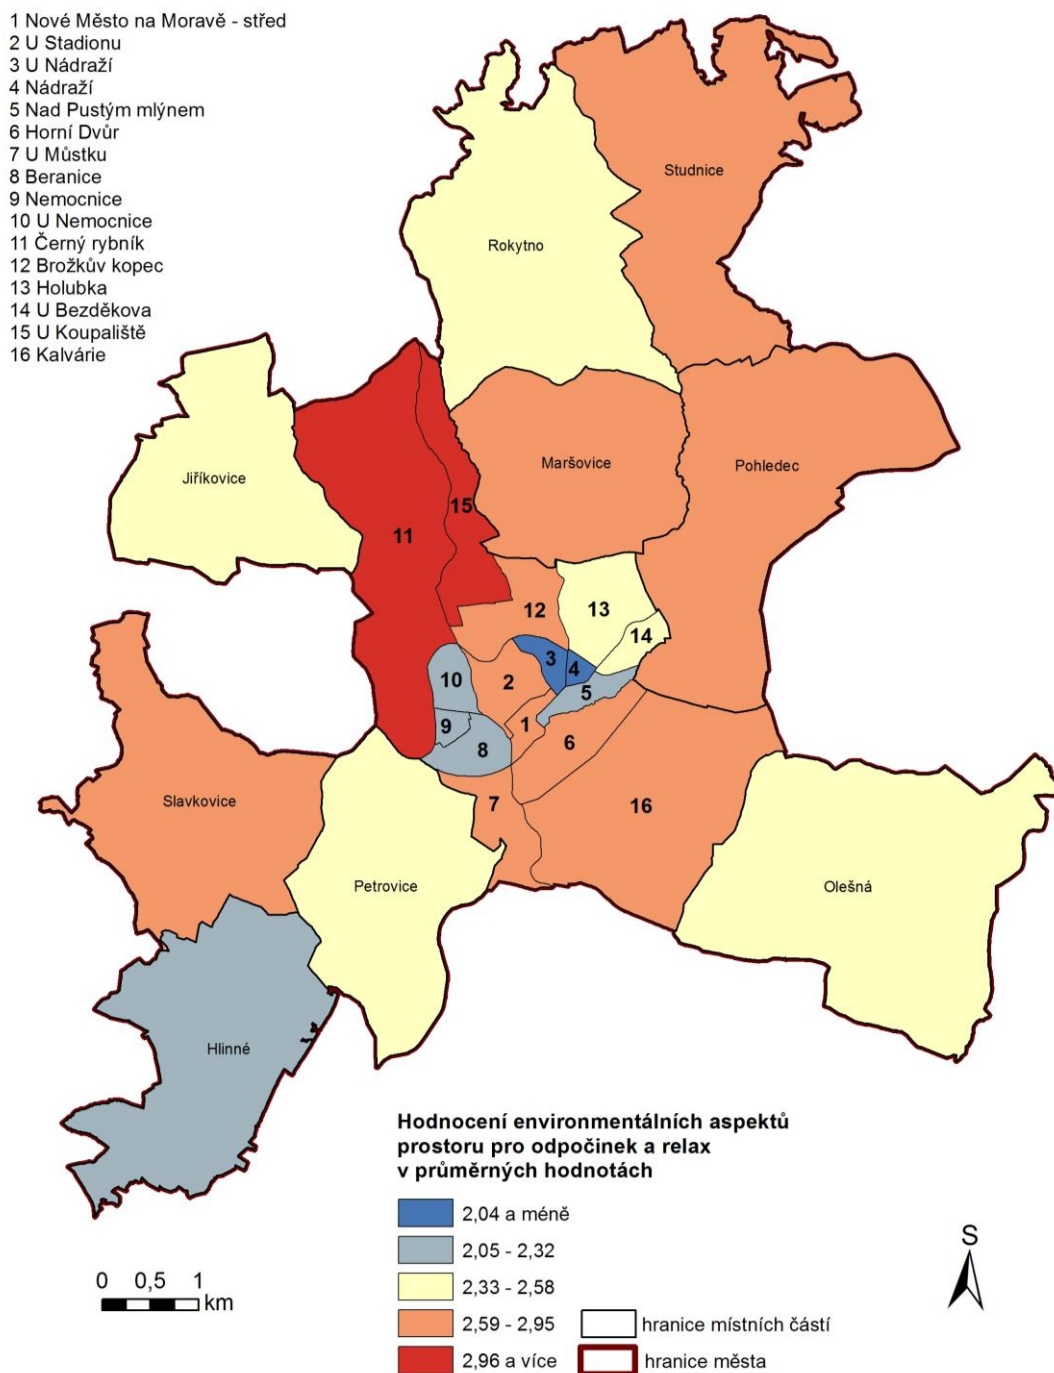 1 Nové Město na Moravě - střed
2 U Stadionu
3 U Nádraží
4 Nádraží
5 Nad Pustým mlýnem
6 Horní Dvůr
7 U Můstku
8 Beranice
9 Nemocnice
10 U Nemocnice
11 Černý rybník
12 Brožkův kopec
13 Holubka
14 U Bezděkova
15 U Koupaliště
16 Kalvárie
Studnice
Rokytno
Maršovice
Pohledec
Jiříkovice
15
11
12
13
14
3
4
10
2
5
9
1
6
8
7
16
Slavkovice
Petrovice
Olešná
Hlinné
Hodnocení environmentálních aspektů
prostoru pro odpočinek a relax
v průměrných hodnotách
2,04 a méně
2,05 - 2,32
2,33 - 2,58
2,59 - 2,95
2,96 a více
hranice místních částí
hranice města
0 0,5 1
km
S